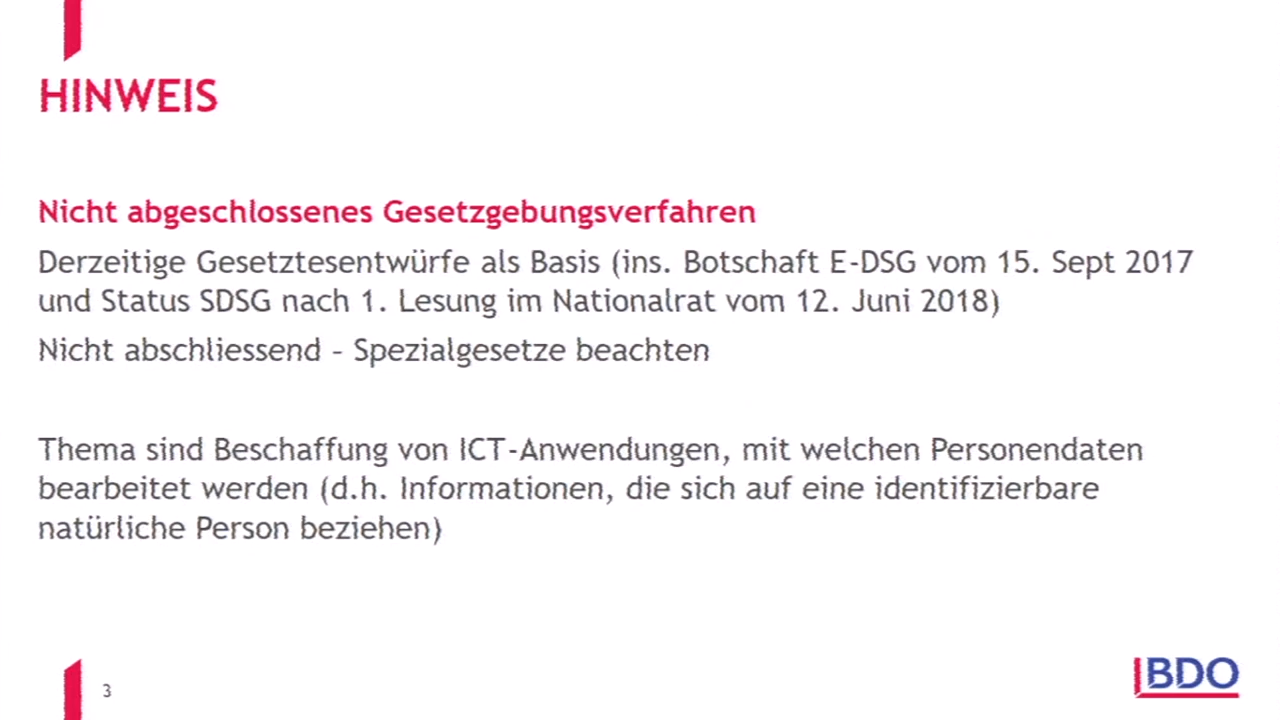 HINWEIS
Nicht abgeschlossenes Gesetzgebungsverfahren
Derzeitige Gesetztesentwürfe als Basis (ins. Botschaft E-DSG vom 15. Sept 2017
und Status SDSG nach 1. Lesung im Nationalrat vom 12. Juni 2018)
Nicht abschliessend – Spezialgesetze beachten
Thema sind Beschaffung von ICT-Anwendungen, mit welchen Personendaten
bearbeitet werden (d.h. Informationen, die sich auf eine identifizierbare
natürliche Person beziehen)
3
BDO